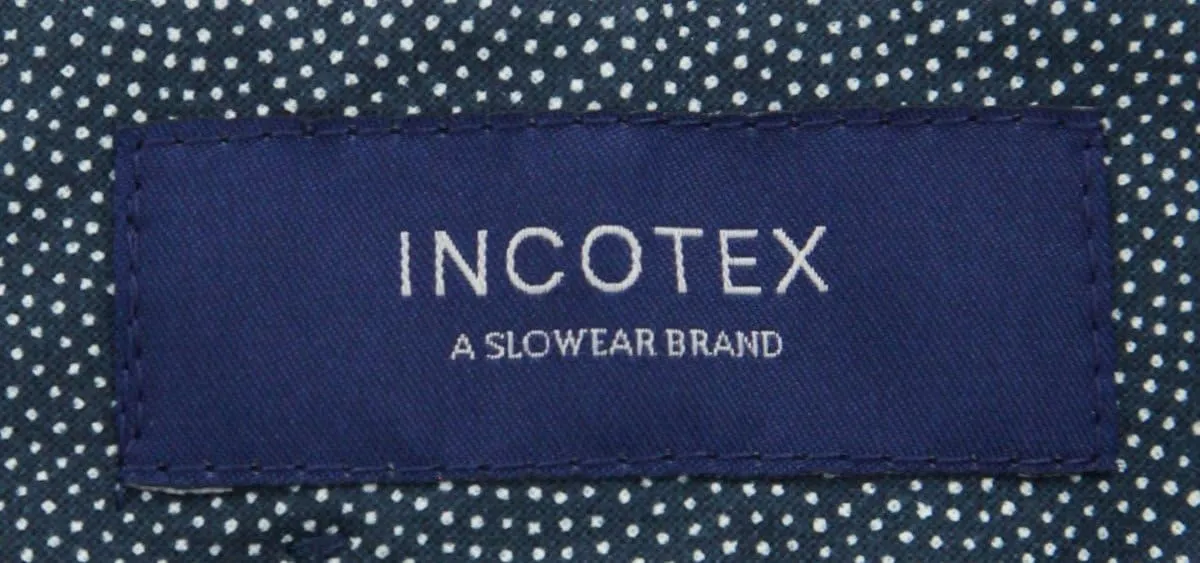 INCOTEX
A SLOWEAR BRAND